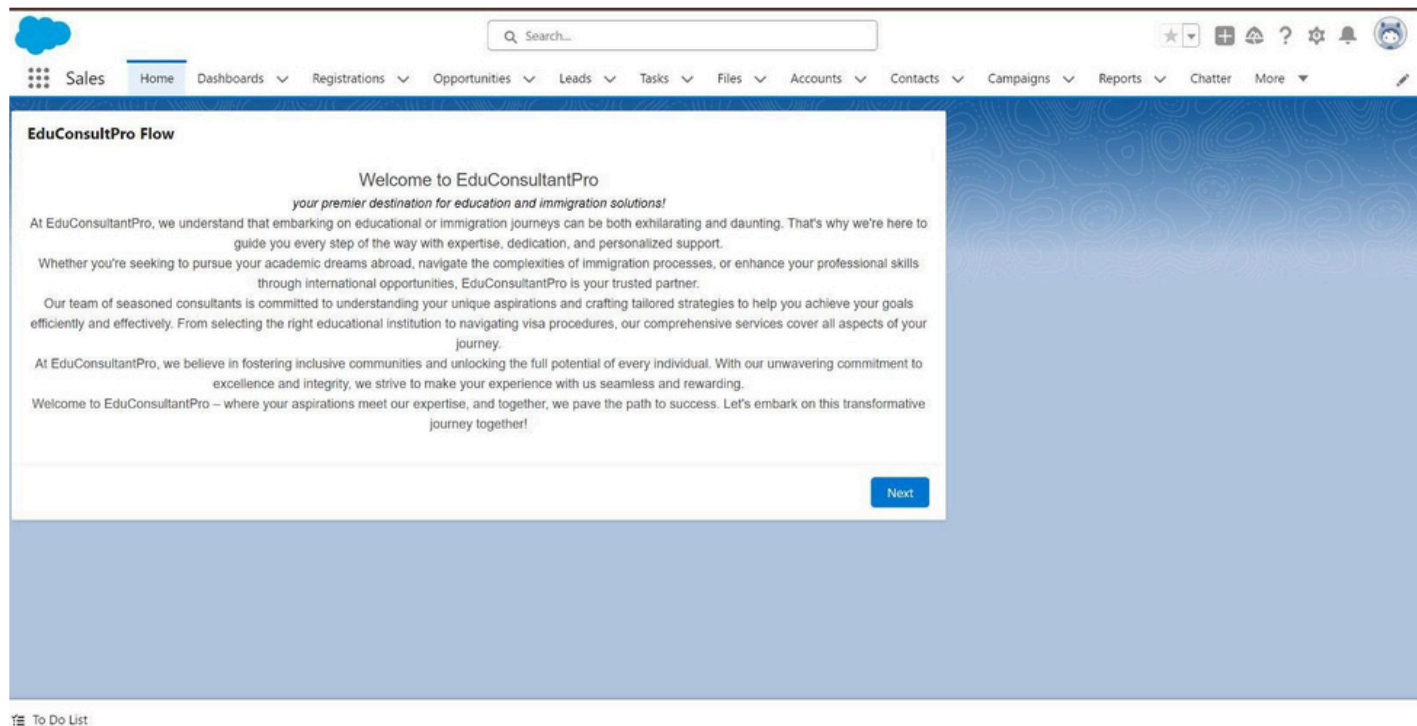 Search...
Sales Home Dashboards Registrations Opportunities Leads Tasks Files Accounts Contacts Campaigns Reports Chatter More
EduConsultPro Flow
Welcome to EduConsultantPro
your premier destination for education and immigration solutions!
At EduConsultantPro, we understand that embarking on educational or immigration journeys can be both exhilarating and daunting. That's why we're here to
guide you every step of the way with expertise, dedication, and personalized support.
Whether you're seeking to pursue your academic dreams abroad, navigate the complexities of immigration processes, or enhance your professional skills
through international opportunities, EduConsultantPro is your trusted partner.
Our team of seasoned consultants is committed to understanding your unique aspirations and crafting tailored strategies to help you achieve your goals
efficiently and effectively. From selecting the right educational institution to navigating visa procedures, our comprehensive services cover all aspects of your
journey.
At EduConsultantPro, we believe in fostering inclusive communities and unlocking the full potential of every individual. With our unwavering commitment to
excellence and integrity, we strive to make your experience with us seamless and rewarding.
Welcome to EduConsultantPro – where your aspirations meet our expertise, and together, we pave the path to success. Let's embark on this transformative
journey together!
Next
To Do List